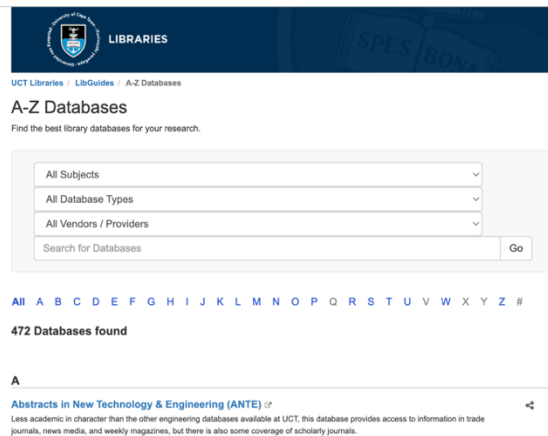 LIBRARIES
SPES BONA
UCT Libraries / LibGuides / A-Z Databases
A-Z Databases
Find the best library databases for your research.
All Subjects
All Database Types
All Vendors / Providers
Search for Databases Go
All A B C D E F G H I J K L M N O P Q R S T U V W X Y Z #
472 Databases found
A
Abstracts in New Technology & Engineering (ANTE)
Less academic in character than the other engineering databases available at UCT, this database provides access to information in trade
journals, news media, and weekly magazines, but there is also some coverage of scholarly journals.